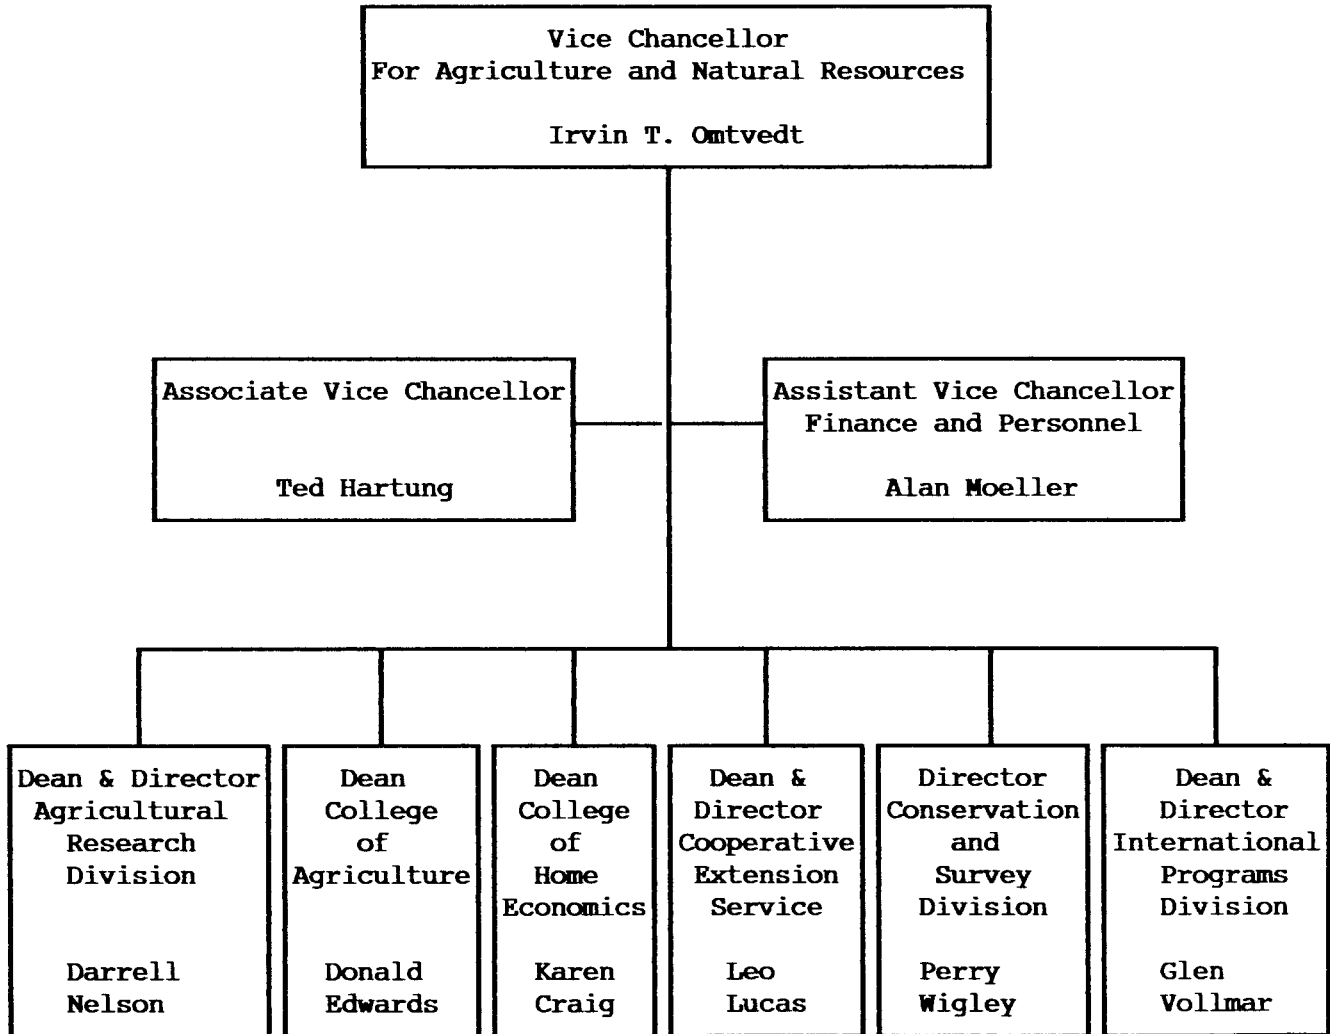 Vice Chancellor
For Agriculture and Natural Resources
Irvin T. Omtvedt
Associate Vice Chancellor
Ted Hartung
Assistant Vice Chancellor
Finance and Personnel
Alan Moeller
Dean & Director
Agricultural
Research
Division
Darrell
Nelson
Dean
College
of
Agriculture
Donald
Edwards
Dean
College
of
Home
Economics
Karen
Craig
Dean &
Director
Cooperative
Extension
Service
Leo
Lucas
Director
Conservation
and
Survey
Division
Perry
Wigley
Dean &
Director
International
Programs
Division
Glen
Vollmar